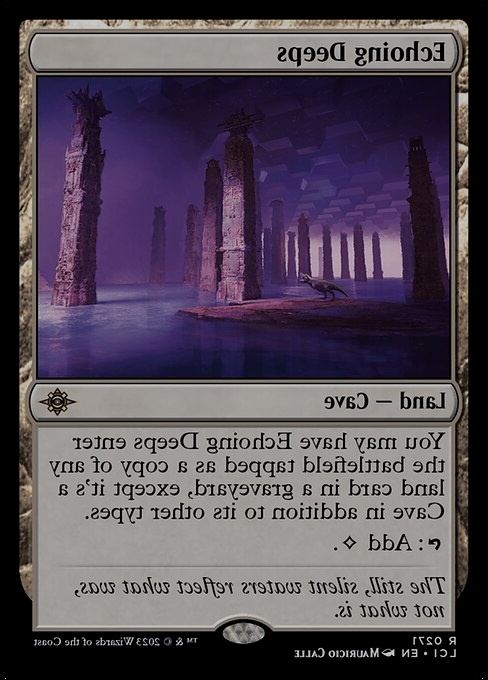 Echoing Deeps
Land — Cave
You may have Echoing Deeps enter
the battlefield tapped as a copy of any
land card in a graveyard, except it's a
Cave in addition to its other types.
: Add .
The still, silent waters reflect what was,
not what is.
R 0271
LCI • EN MAURICIO CALLE
™ & © 2023 Wizards of the Coast